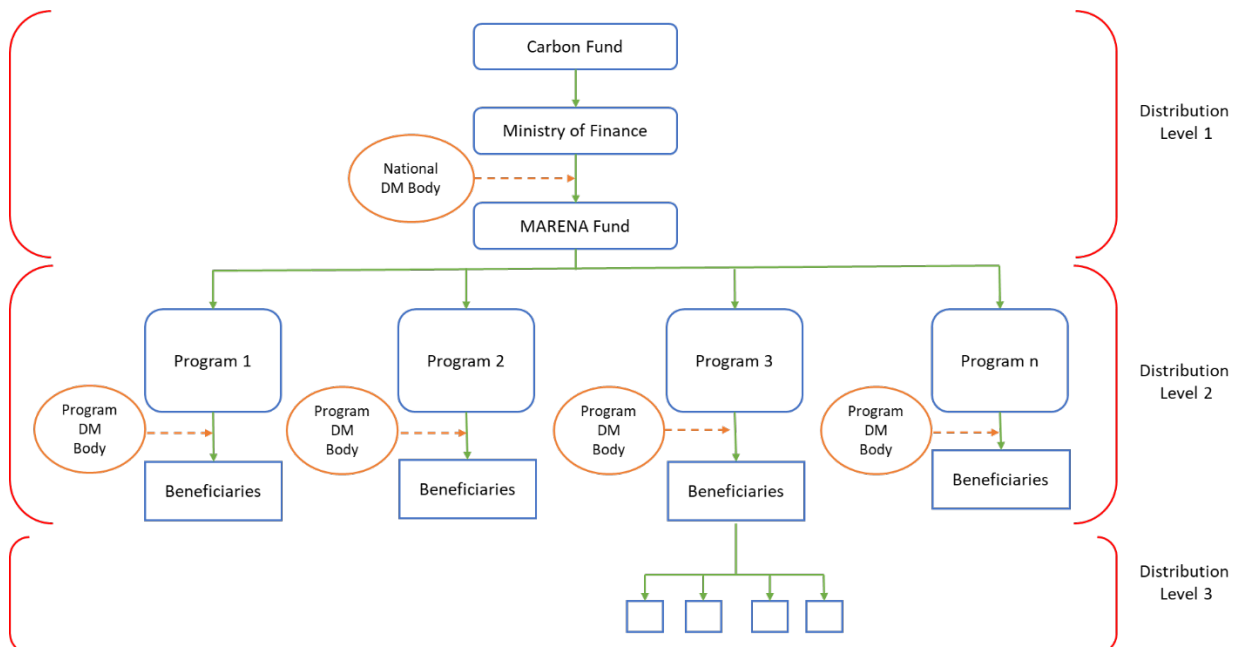 Carbon Fund
Distribution
Level 1
Ministry of Finance
National
DM Body
MARENA Fund
Program 1
Program 2
Program 3
Program n
Distribution
Level 2
Program
DM
Body
Program
DM
Body
Program
DM
Body
Program
DM
Body
Beneficiaries
Beneficiaries
Beneficiaries
Beneficiaries
Distribution
Level 3